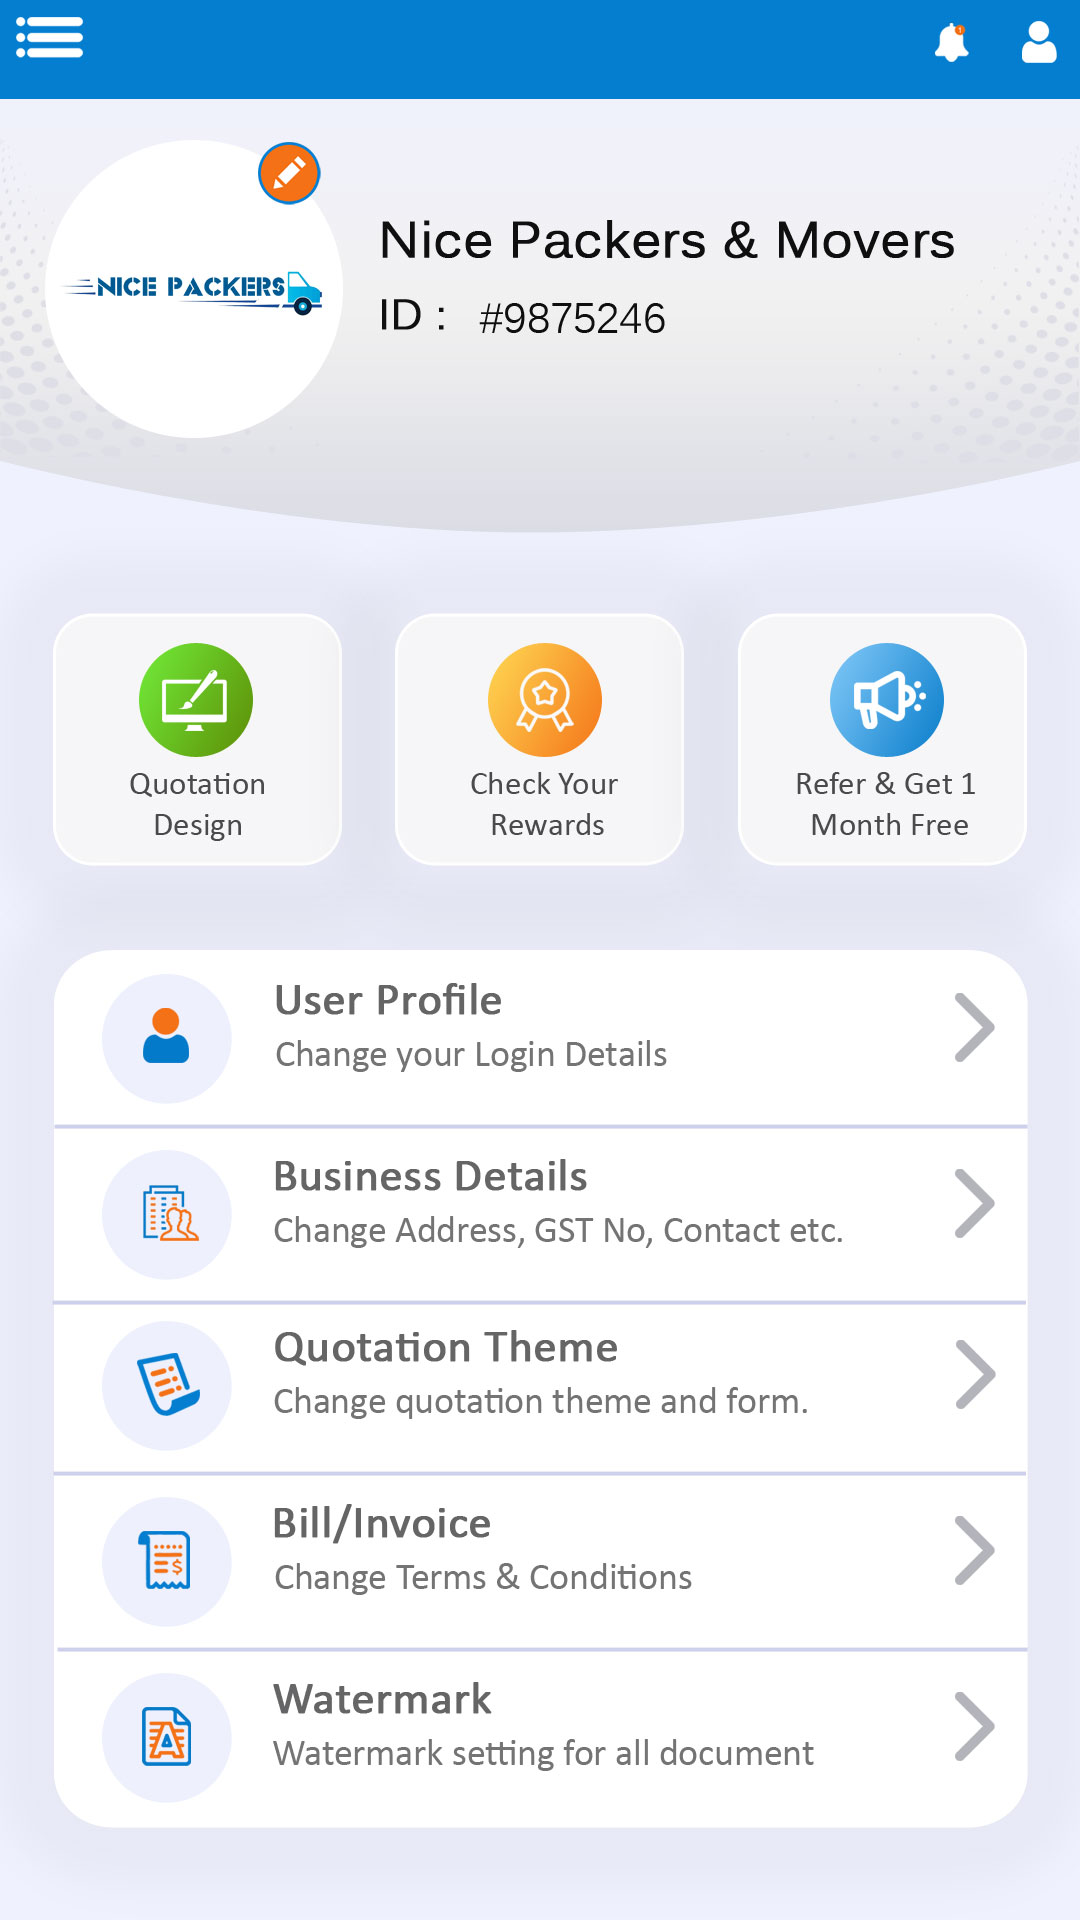 NICE PACKERS
Nice Packers & Movers
ID : #9875246
Quotation
Design
Check Your
Rewards
Refer & Get 1
Month Free
User Profile
Change your Login Details
Business Details
Change Address, GST No, Contact etc.
Quotation Theme
Change quotation theme and form.
Bill/Invoice
Change Terms & Conditions
Watermark
Watermark setting for all document